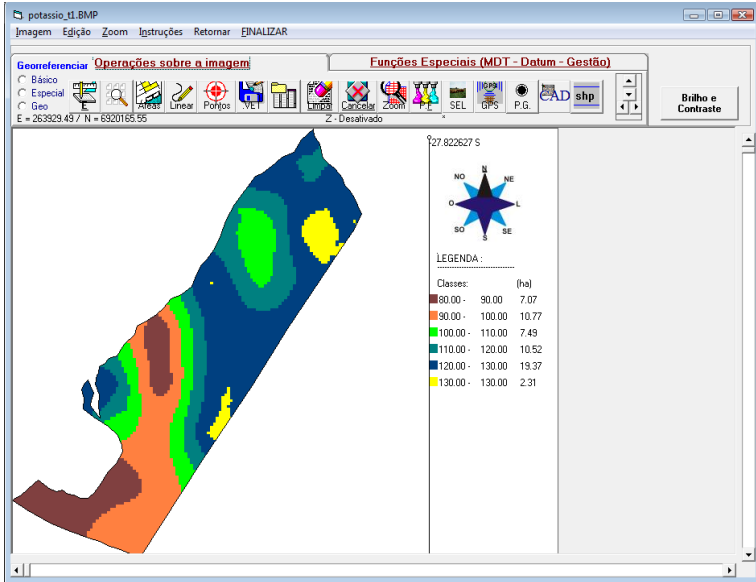 potassio_t1.BMP
Imagem Edição Zoom Instruções Retornar FINALIZAR
Georreferenciar
Operações sobre a imagem
Funções Especiais (MDT - Datum - Gestão)
Básico
Especial
Geo
E
Áreas
Linear
Pontos
.VET
Limpa
Cancelar
Zoom
P.F
SEL
GPS
P.G.
CAD
shp
Brilho e
Contraste
E = 263929.49 / N = 6920165.55
Z - Desativado
*
-27.822627 S
N
NO NE
O L
SO SE
S
LEGENDA :
Classes: (ha)
80.00 - 90.00 7.07
90.00 - 100.00 10.77
100.00 - 110.00 7.49
110.00 - 120.00 10.52
120.00 - 130.00 19.37
130.00 - 130.00 2.31